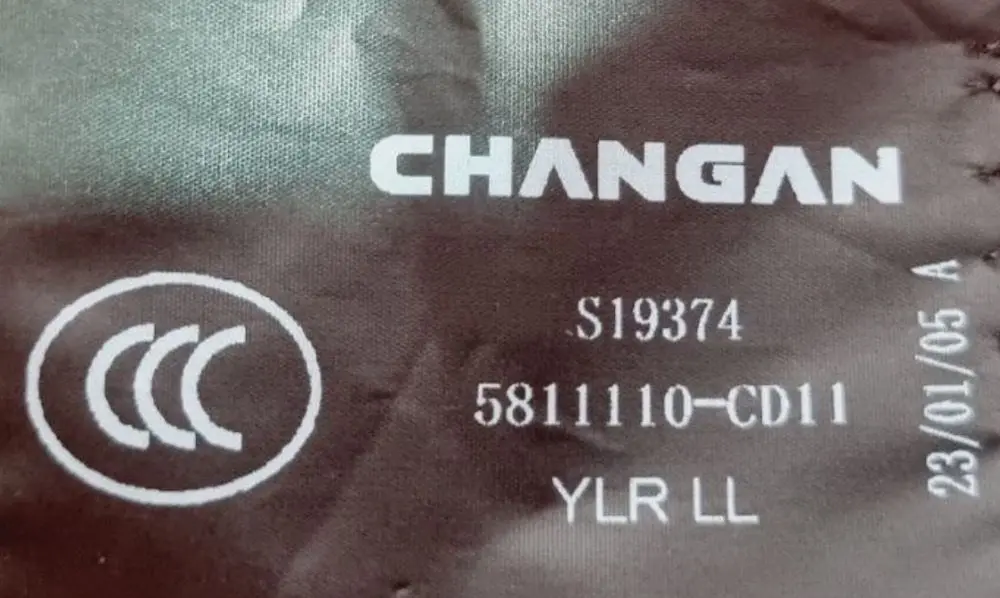 CHANGAN
CCC
S19374
5811110-CD11
YLR LL
23/01/05 A